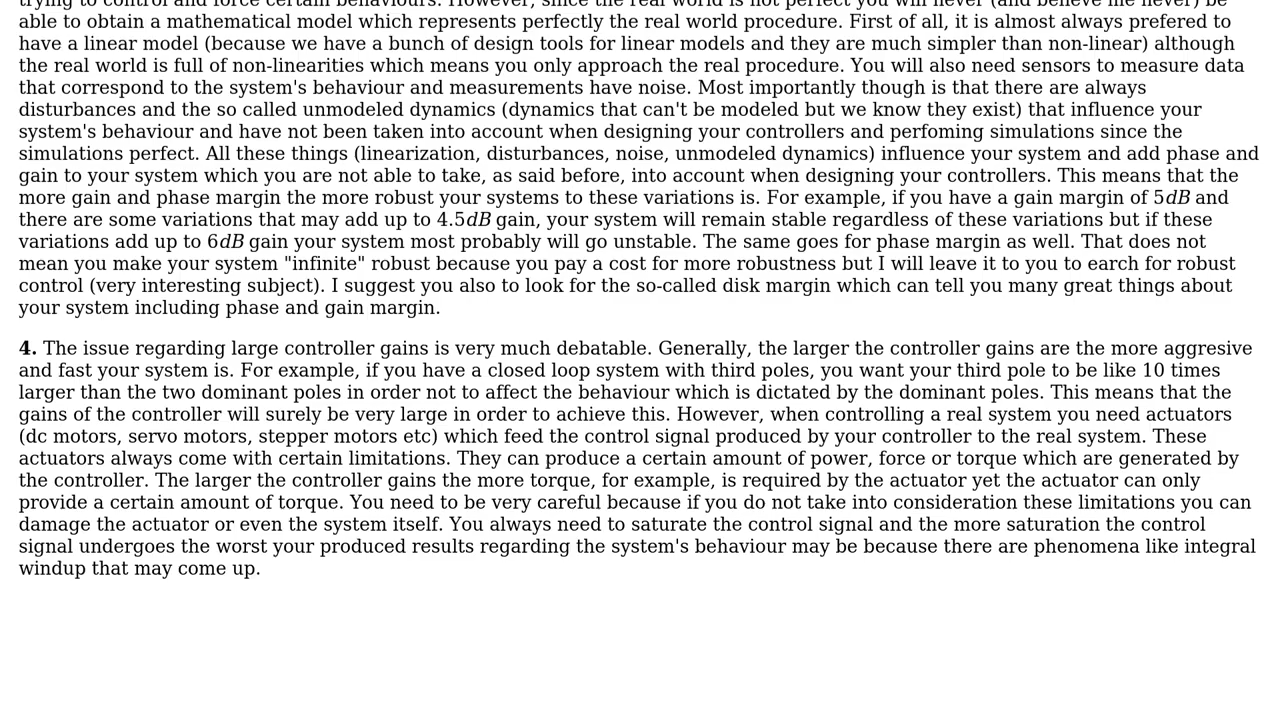 trying to control and force certain behaviours. However, since the real world is not perfect you will never (and believe me never) be
able to obtain a mathematical model which represents perfectly the real world procedure. First of all, it is almost always prefered to
have a linear model (because we have a bunch of design tools for linear models and they are much simpler than non-linear) although
the real world is full of non-linearities which means you only approach the real procedure. You will also need sensors to measure data
that correspond to the system's behaviour and measurements have noise. Most importantly though is that there are always
disturbances and the so called unmodeled dynamics (dynamics that can't be modeled but we know they exist) that influence your
system's behaviour and have not been taken into account when designing your controllers and perfoming simulations since the
simulations perfect. All these things (linearization, disturbances, noise, unmodeled dynamics) influence your system and add phase and
gain to your system which you are not able to take, as said before, into account when designing your controllers. This means that the
more gain and phase margin the more robust your systems to these variations is. For example, if you have a gain margin of 5dB and
there are some variations that may add up to 4.5dB gain, your system will remain stable regardless of these variations but if these
variations add up to 6dB gain your system most probably will go unstable. The same goes for phase margin as well. That does not
mean you make your system "infinite" robust because you pay a cost for more robustness but I will leave it to you to earch for robust
control (very interesting subject). I suggest you also to look for the so-called disk margin which can tell you many great things about
your system including phase and gain margin.
4. The issue regarding large controller gains is very much debatable. Generally, the larger the controller gains are the more aggresive
and fast your system is. For example, if you have a closed loop system with third poles, you want your third pole to be like 10 times
larger than the two dominant poles in order not to affect the behaviour which is dictated by the dominant poles. This means that the
gains of the controller will surely be very large in order to achieve this. However, when controlling a real system you need actuators
(dc motors, servo motors, stepper motors etc) which feed the control signal produced by your controller to the real system. These
actuators always come with certain limitations. They can produce a certain amount of power, force or torque which are generated by
the controller. The larger the controller gains the more torque, for example, is required by the actuator yet the actuator can only
provide a certain amount of torque. You need to be very careful because if you do not take into consideration these limitations you can
damage the actuator or even the system itself. You always need to saturate the control signal and the more saturation the control
signal undergoes the worst your produced results regarding the system's behaviour may be because there are phenomena like integral
windup that may come up.